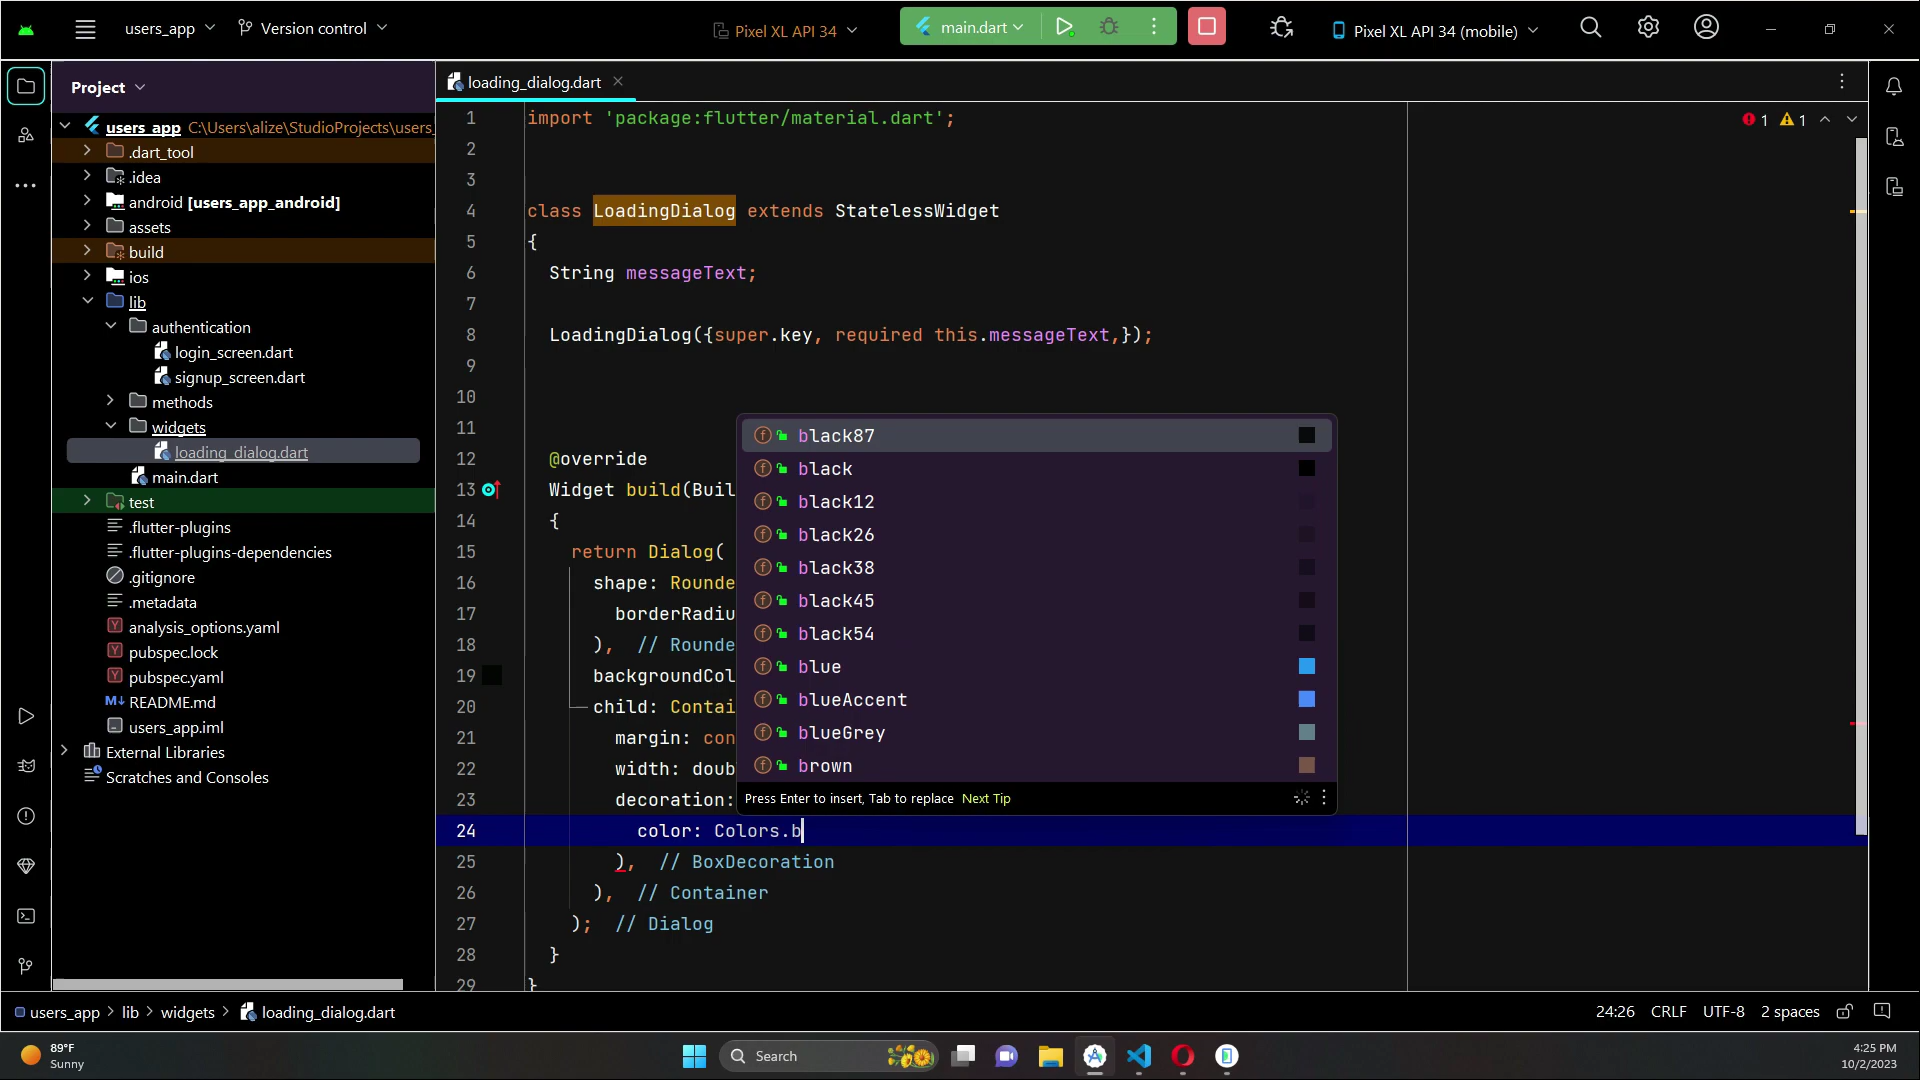 users_app
Version control
Pixel XL API 34
main.dart
Pixel XL API 34 (mobile)
Project
loading_dialog.dart
users_app C:\Users\alize\StudioProjects\users_
.dart_tool
.idea
android [users_app_android]
assets
build
ios
lib
authentication
login_screen.dart
signup_screen.dart
methods
widgets
loading_dialog.dart
main.dart
test
.flutter-plugins
.flutter-plugins-dependencies
.gitignore
.metadata
analysis_options.yaml
pubspec.lock
pubspec.yaml
README.md
users_app.iml
External Libraries
Scratches and Consoles
1 import 'package:flutter/material.dart';
1 1
2
3
4 class LoadingDialog extends StatelessWidget
5 {
6 String messageText;
7
8 LoadingDialog({super.key, required this.messageText,});
9
10
11
12 @override
13 Widget build(Buil
14 {
15 return Dialog(
16 shape: Rounde
17 borderRadiu
18 ), // Rounde
19 backgroundCol
20 child: Contai
21 margin: con
22 width: doub
23 decoration:
24 color: Colors.b
25 ), // BoxDecoration
26 ), // Container
27 ); // Dialog
28 }
29 }
black87
black
black12
black26
black38
black45
black54
blue
blueAccent
blueGrey
brown
Press Enter to insert, Tab to replace Next Tip
users_app > lib > widgets > loading_dialog.dart
24:26 CRLF UTF-8 2 spaces
89°F
Sunny
Search
4:25 PM
10/2/2023